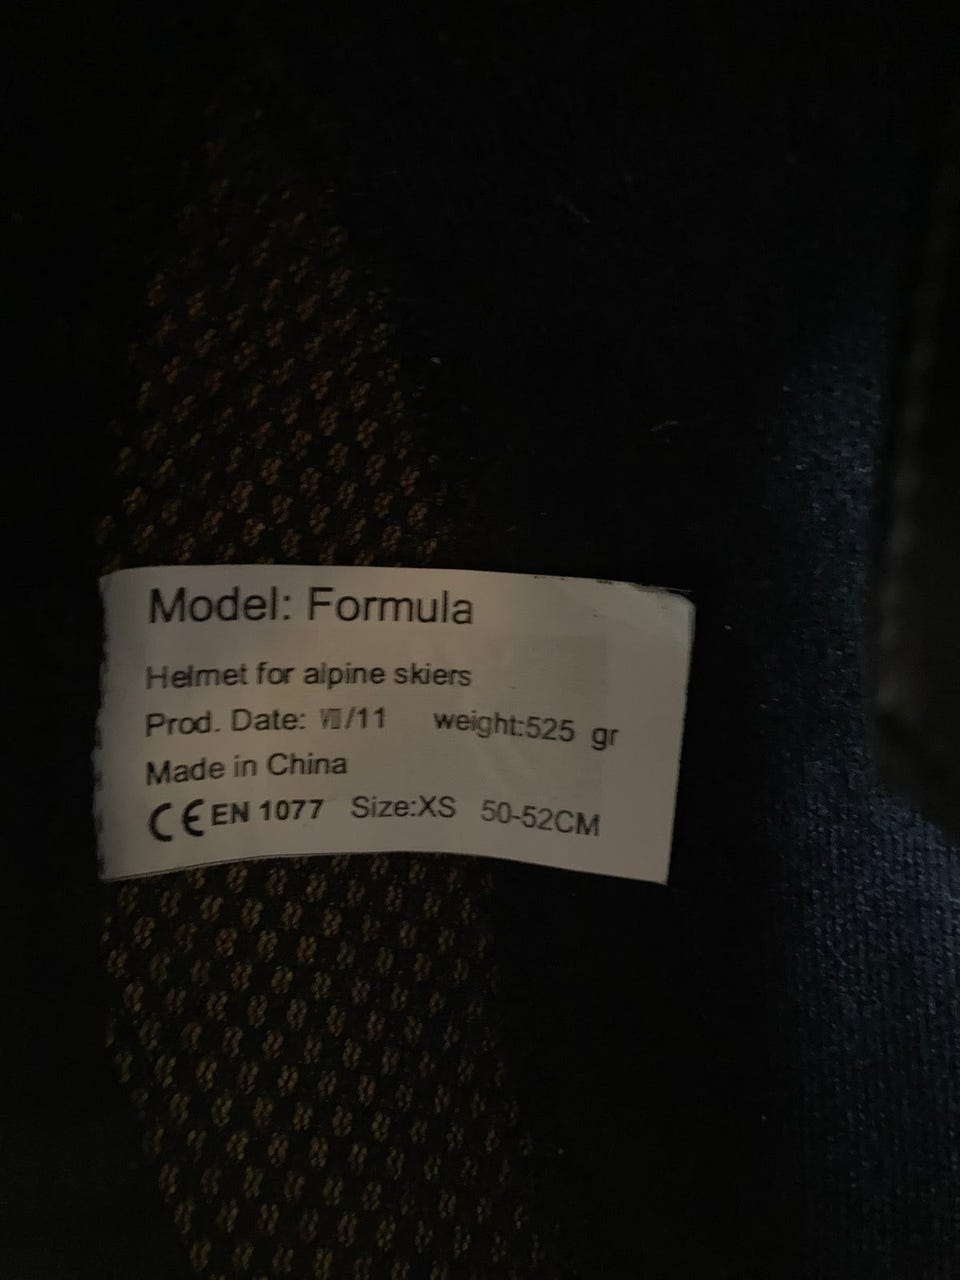 Model: Formula
Helmet for alpine skiers
Prod. Date: Ⅷ/11 weight:525 gr
Made in China
CE EN 1077 Size:XS 50-52CM